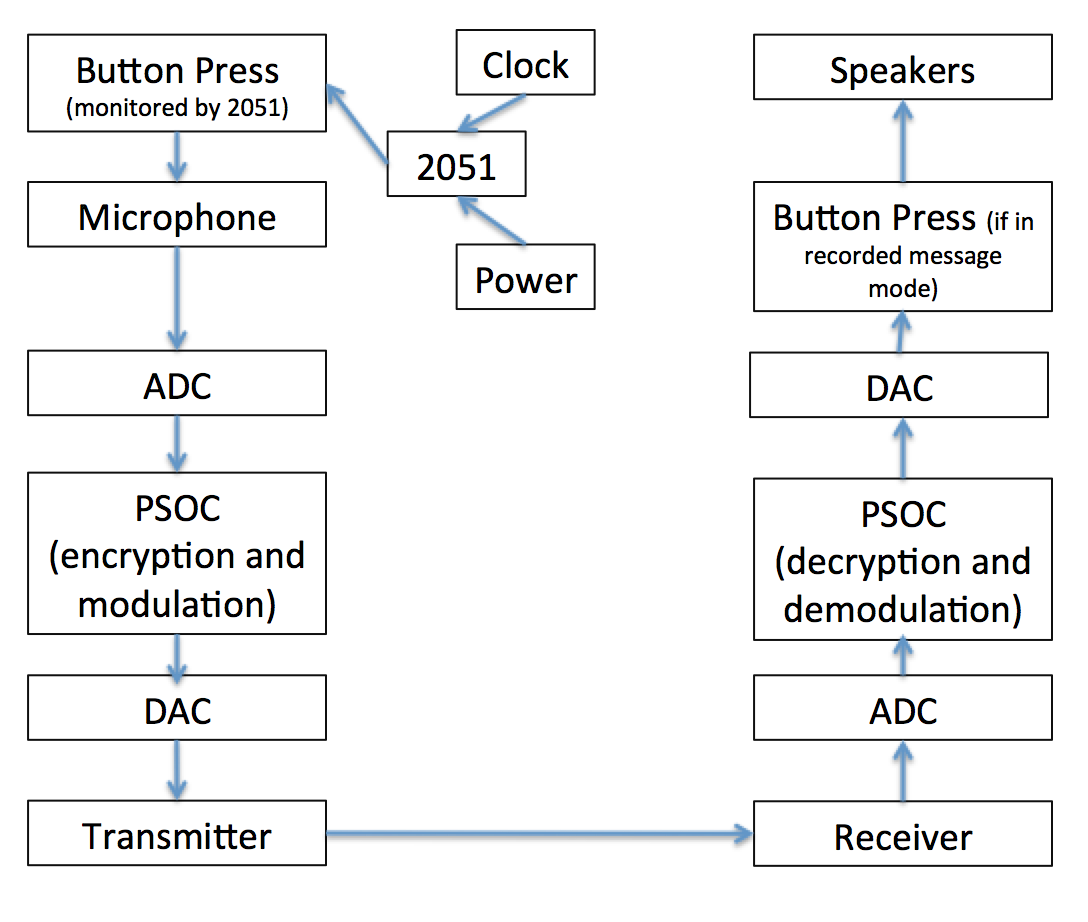 Button Press
(monitored by 2051)
Microphone
ADC
PSOC
(encryption and
modulation)
DAC
Transmitter
Clock
2051
Power
Speakers
Button Press (if in
recorded message
mode)
DAC
PSOC
(decryption and
demodulation)
ADC
Receiver